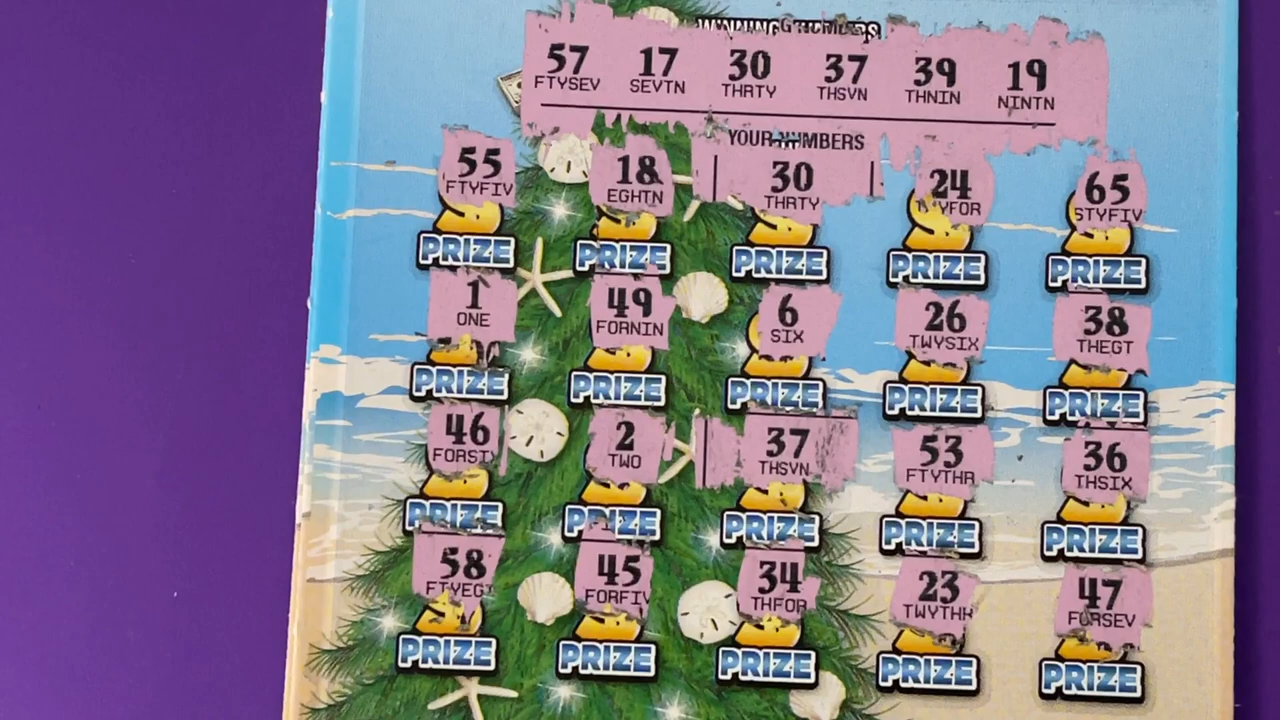 WINNING NUMBERS
57 17 30 37 39 19
FTYSEV SEVTN THRTY THSVN THNIN NINTN
YOUR NUMBERS
55 18 30 24 65
FTYFIV EGHTN THRTY TWYFOR STYFIV
PRIZE PRIZE PRIZE PRIZE PRIZE
1 49 6 26 38
ONE FORNIN SIX TWYSIX THEGT
PRIZE PRIZE PRIZE PRIZE PRIZE
46 2 37 53 36
FORSIX TWO THSVN FTYTHR THSIX
PRIZE PRIZE PRIZE PRIZE PRIZE
58 45 34 23 47
FTYEGT FORFIV THFOR TWYTHR FORSEV
PRIZE PRIZE PRIZE PRIZE PRIZE